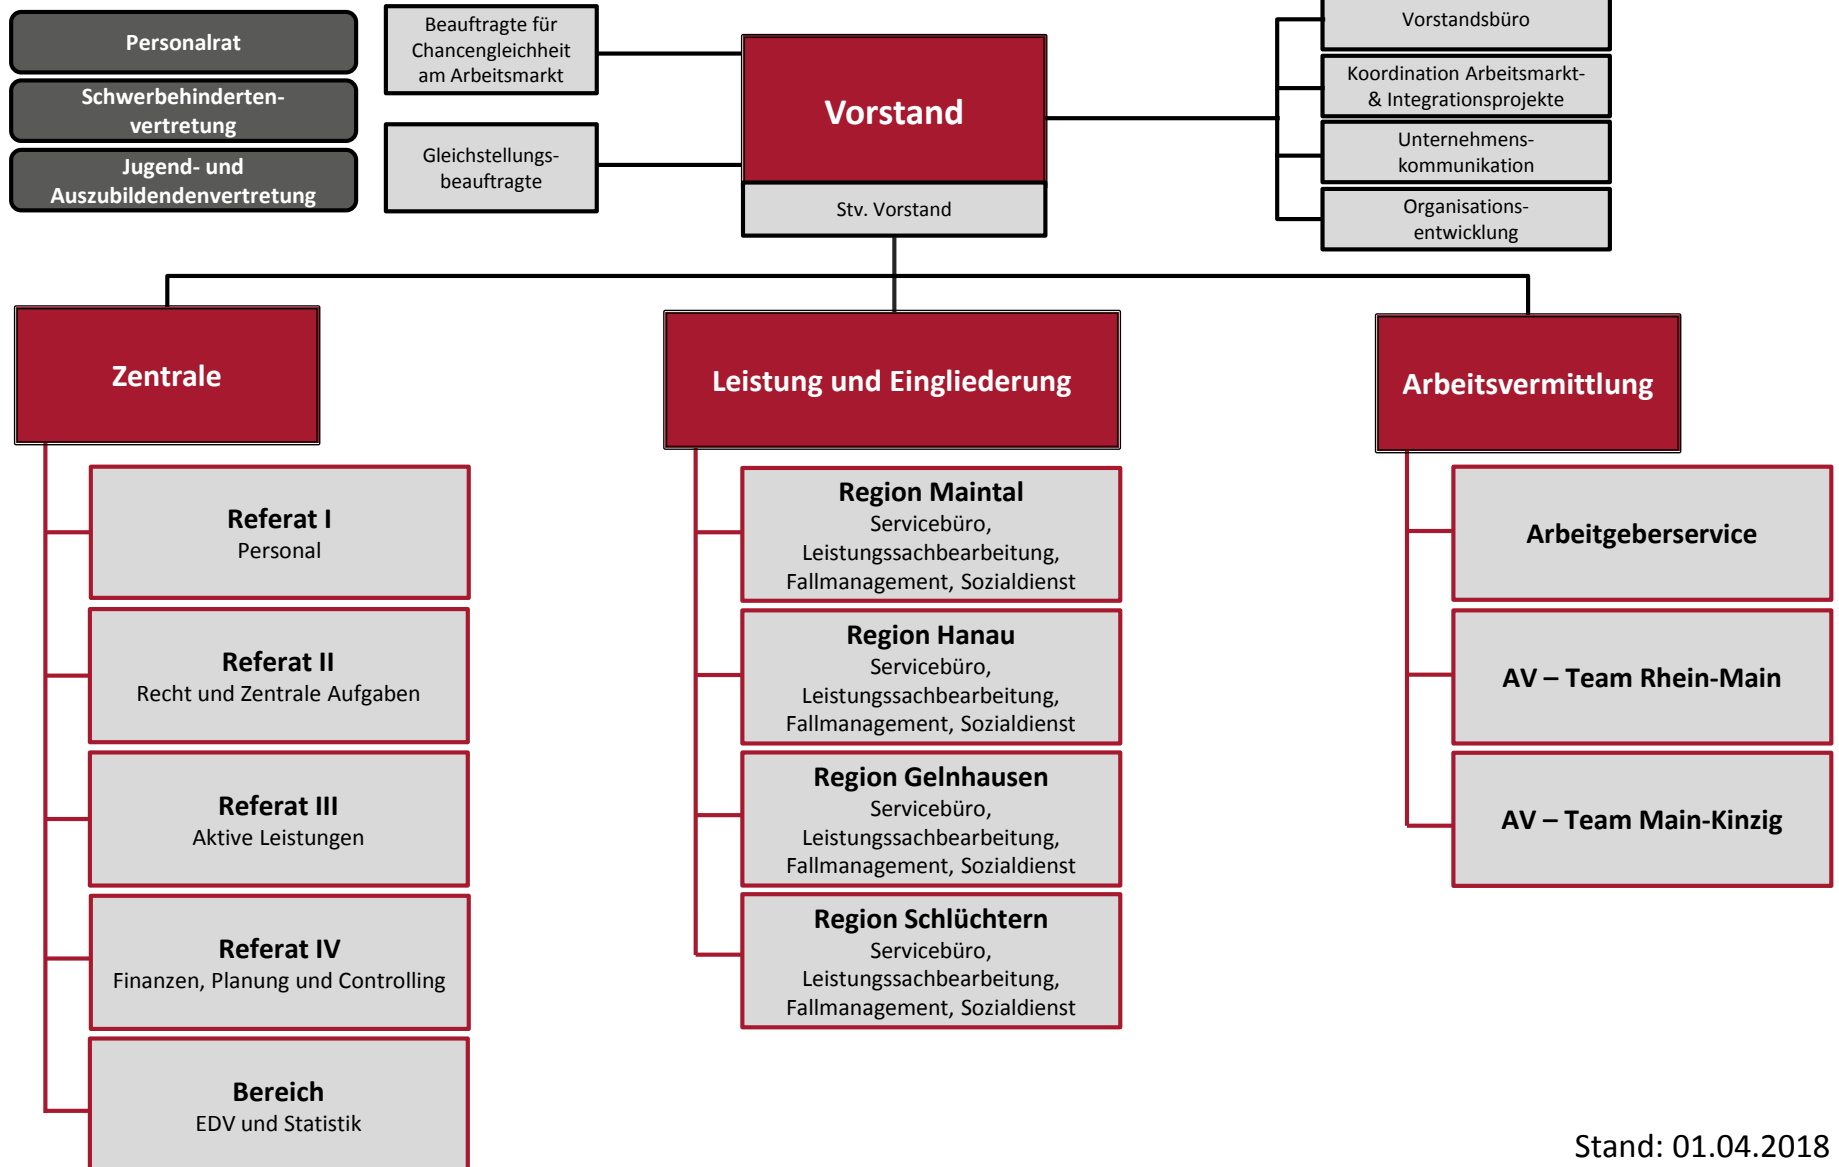 Personalrat
Schwerbehinderten-
vertretung
Jugend- und
Auszubildendenvertretung
Beauftragte für
Chancengleichheit
am Arbeitsmarkt
Gleichstellungs-
beauftragte
Vorstand
Stv. Vorstand
Vorstandsbüro
Koordination Arbeitsmarkt-
& Integrationsprojekte
Unternehmens-
kommunikation
Organisations-
entwicklung
Zentrale
Referat I
Personal
Referat II
Recht und Zentrale Aufgaben
Referat III
Aktive Leistungen
Referat IV
Finanzen, Planung und Controlling
Bereich
EDV und Statistik
Leistung und Eingliederung
Region Maintal
Servicebüro,
Leistungssachbearbeitung,
Fallmanagement, Sozialdienst
Region Hanau
Servicebüro,
Leistungssachbearbeitung,
Fallmanagement, Sozialdienst
Region Gelnhausen
Servicebüro,
Leistungssachbearbeitung,
Fallmanagement, Sozialdienst
Region Schlüchtern
Servicebüro,
Leistungssachbearbeitung,
Fallmanagement, Sozialdienst
Arbeitsvermittlung
Arbeitgeberservice
AV – Team Rhein-Main
AV – Team Main-Kinzig
Stand: 01.04.2018